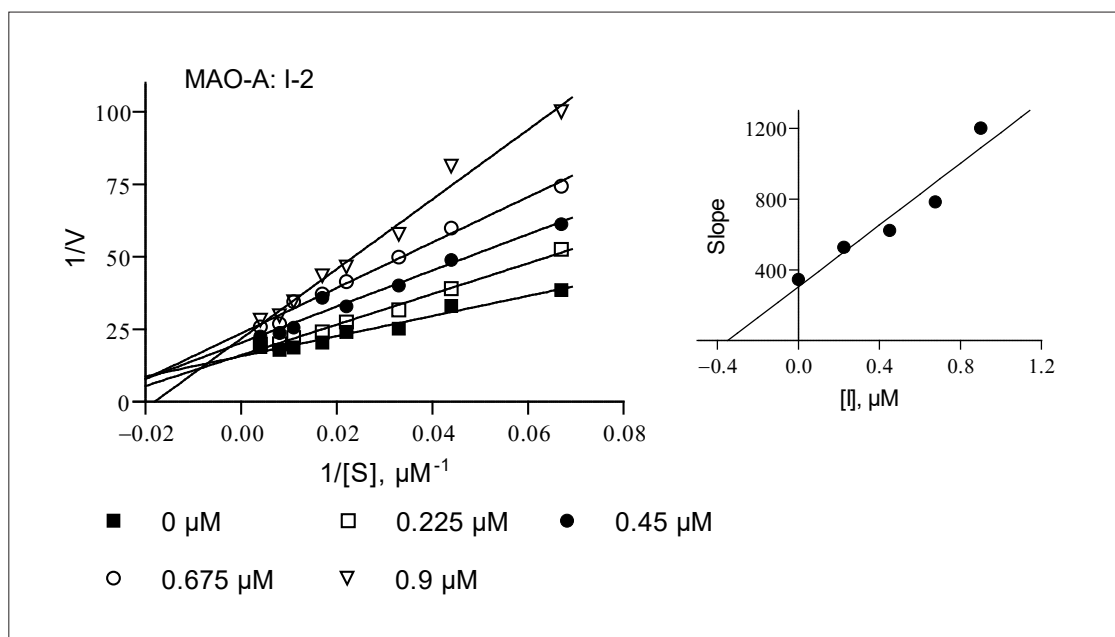 MAO-A: I-2
100
75
50
25
0
1/V
−0.02 0.00 0.02 0.04 0.06 0.08
1/[S], µM-1
1200
800
400
Slope
−0.4 0.0 0.4 0.8 1.2
[I], µM
0 µM 0.225 µM 0.45 µM
0.675 µM 0.9 µM